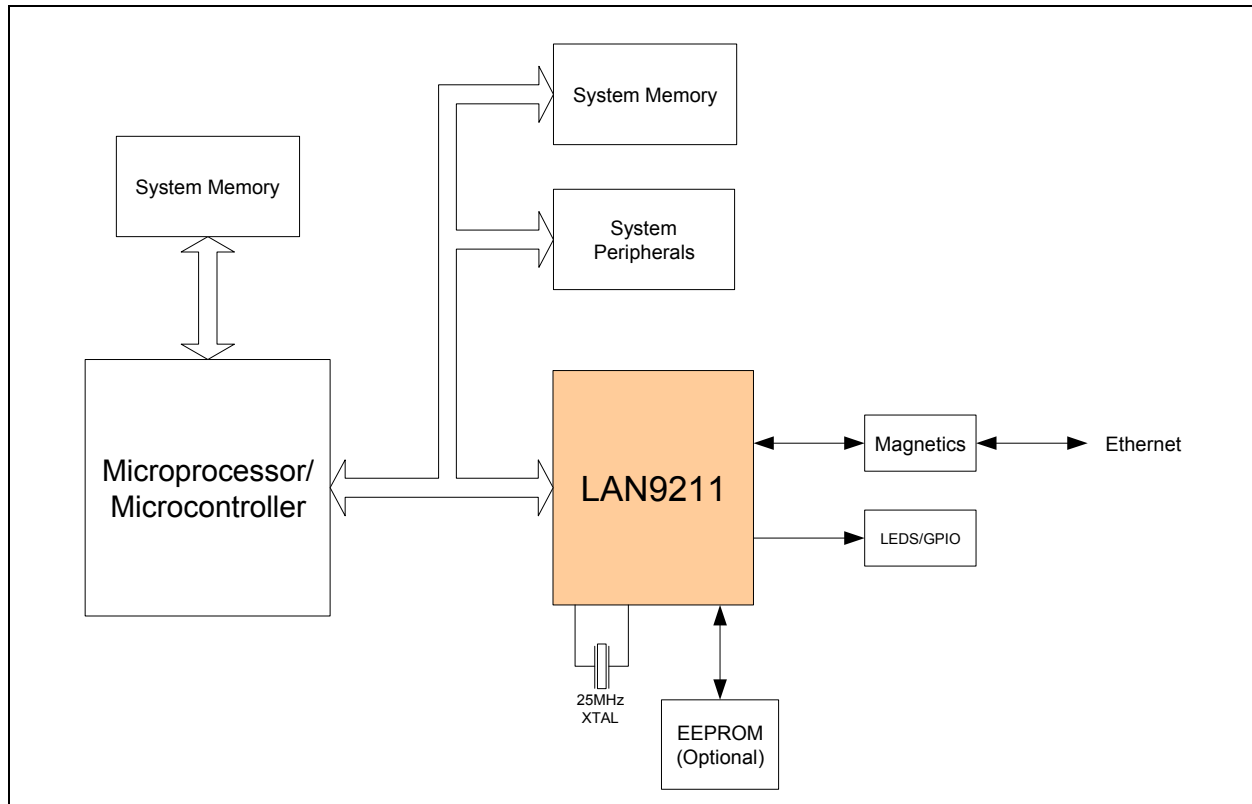 System Memory
System Memory
System
Peripherals
Microprocessor/
Microcontroller
LAN9211
Magnetics
Ethernet
LEDS/GPIO
25MHz
XTAL
EEPROM
(Optional)